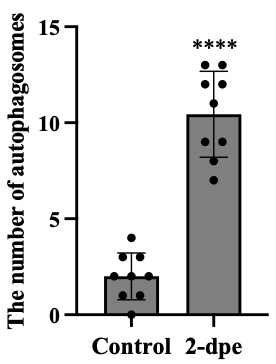 The number of autophagosomes
15
10
5
0
****
Control 2-dpe